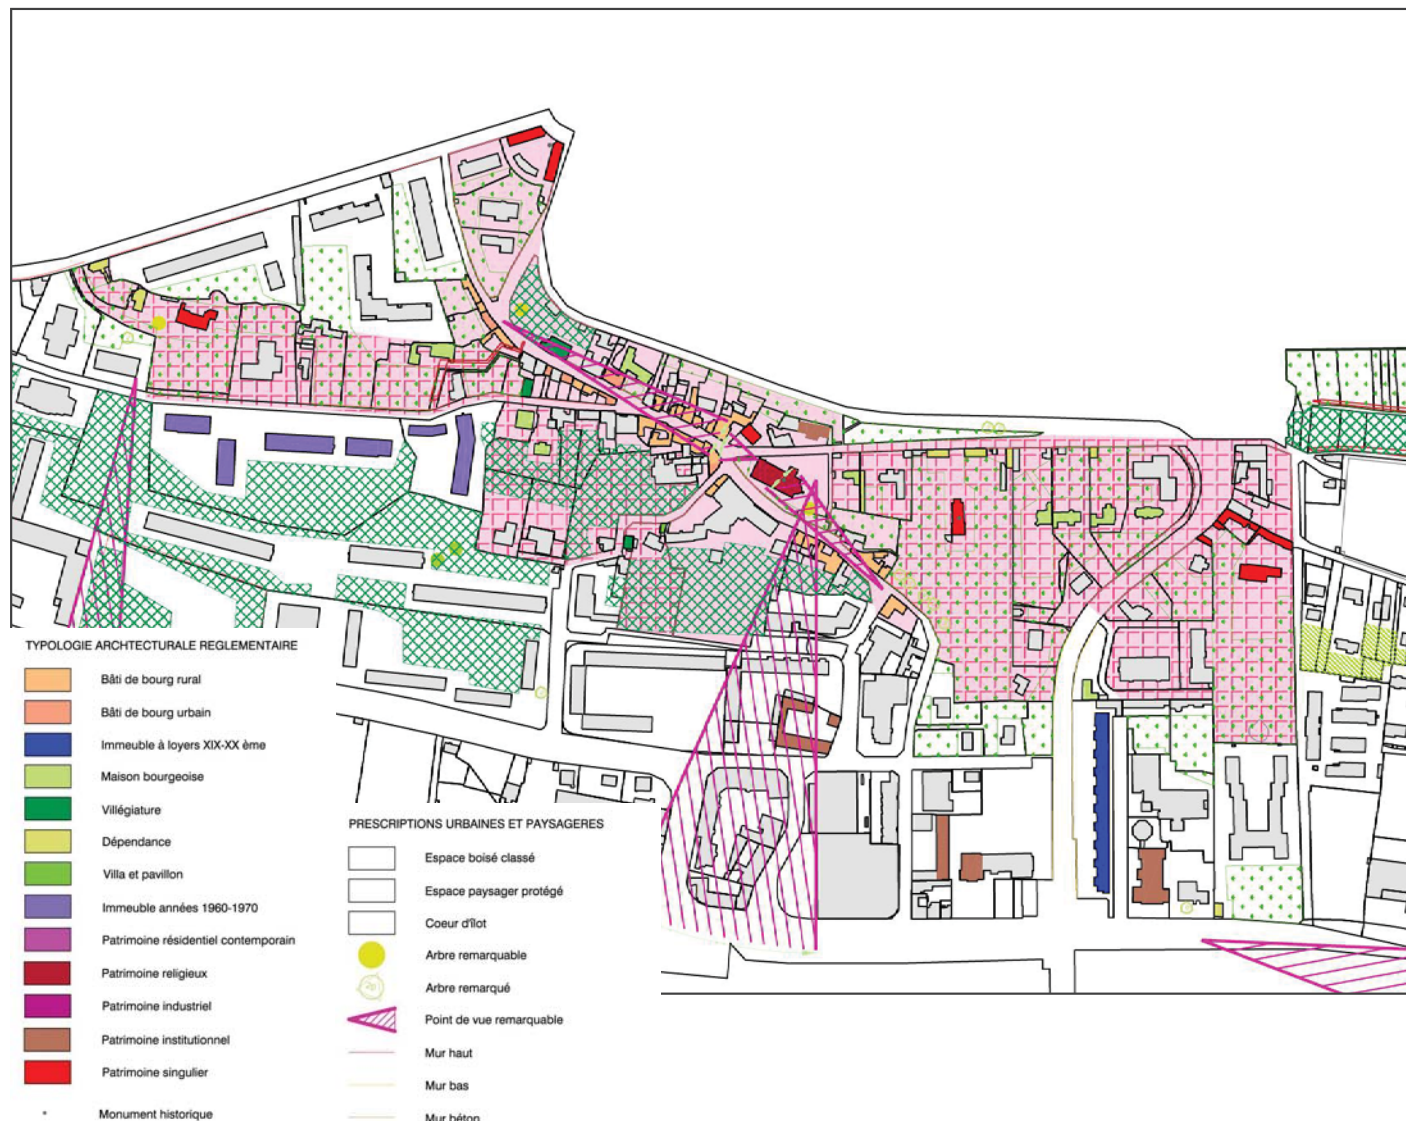 TYPOLOGIE ARCHTECTURALE REGLEMENTAIRE
Bâti de bourg rural
Bâti de bourg urbain
Immeuble à loyers XIX-XX ème
Maison bourgeoise
Villégiature
Dépendance
Villa et pavillon
Immeuble années 1960-1970
Patrimoine résidentiel contemporain
Patrimoine religieux
Patrimoine industriel
Patrimoine institutionnel
Patrimoine singulier
Monument historique
PRESCRIPTIONS URBAINES ET PAYSAGERES
Espace boisé classé
Espace paysager protégé
Coeur d'îlot
Arbre remarquable
Arbre remarqué
Point de vue remarquable
Mur haut
Mur bas
Mur béton